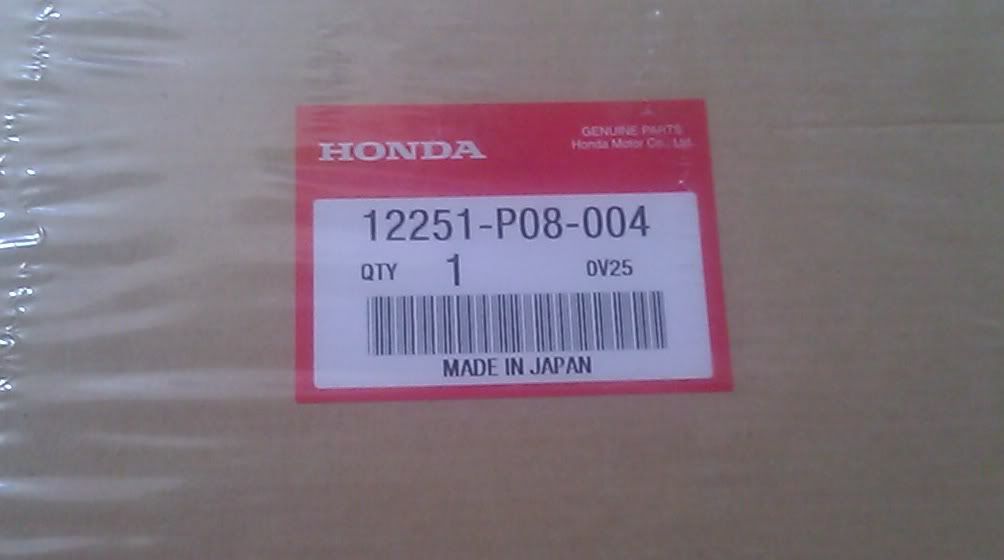 HONDA
GENUINE PARTS
Honda Motor Co., Ltd.
12251-P08-004
QTY 1 0V25
MADE IN JAPAN